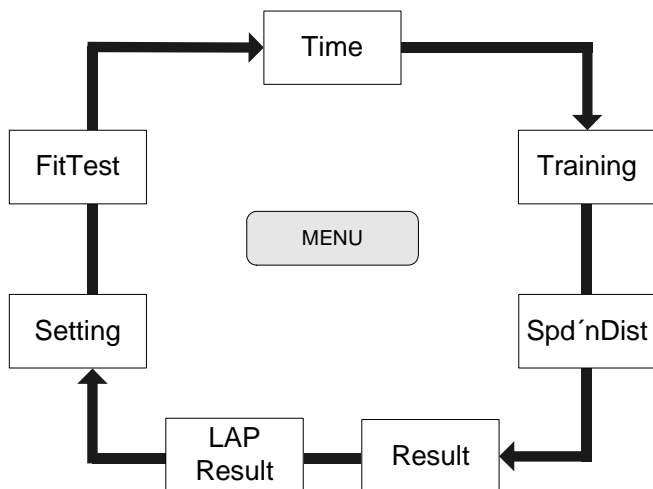 Time
FitTest
Training
MENU
Setting
Spd´nDist
LAP
Result
Result